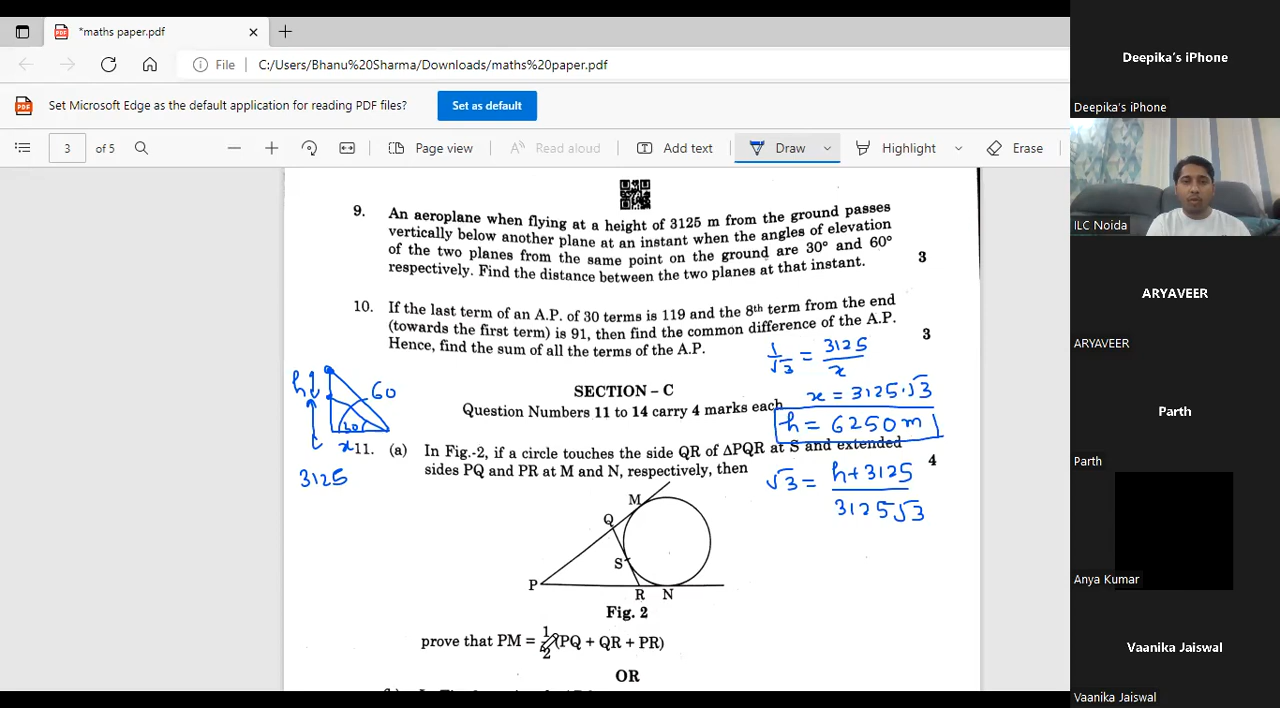 *maths paper.pdf
File
C:/Users/Bhanu%20Sharma/Downloads/maths%20paper.pdf
Set Microsoft Edge as the default application for reading PDF files?
Set as default
3
of 5
Page view
Read aloud
Add text
Draw
Highlight
Erase
9. An aeroplane when flying at a height of 3125 m from the ground passes
vertically below another plane at an instant when the angles of elevation
of the two planes from the same point on the ground are 30° and 60°
respectively. Find the distance between the two planes at that instant. 3
10. If the last term of an A.P. of 30 terms is 119 and the 8th term from the end
(towards the first term) is 91, then find the common difference of the A.P.
Hence, find the sum of all the terms of the A.P. 3
1/√3 = 3125/x
x = 3125·√3
h = 6250 m
√3 = h+3125/3125√3
h
60
30
x
3125
SECTION – C
Question Numbers 11 to 14 carry 4 marks each
11. (a) In Fig.-2, if a circle touches the side QR of ΔPQR at S and extended
sides PQ and PR at M and N, respectively, then 4
M
Q
S
P
R N
Fig. 2
prove that PM = 1/2 (PQ + QR + PR)
OR
Deepika's iPhone
Deepika's iPhone
ILC Noida
ARYAVEER
ARYAVEER
Parth
Parth
Anya Kumar
Vaanika Jaiswal
Vaanika Jaiswal